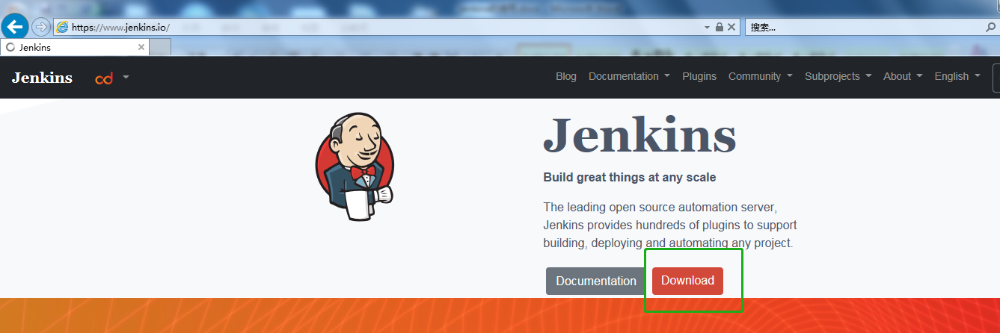 https://www.jenkins.io/
搜索...
Jenkins
Jenkins
cd
Blog
Documentation
Plugins
Community
Subprojects
About
English
Jenkins
Build great things at any scale
The leading open source automation server,
Jenkins provides hundreds of plugins to support
building, deploying and automating any project.
Documentation
Download